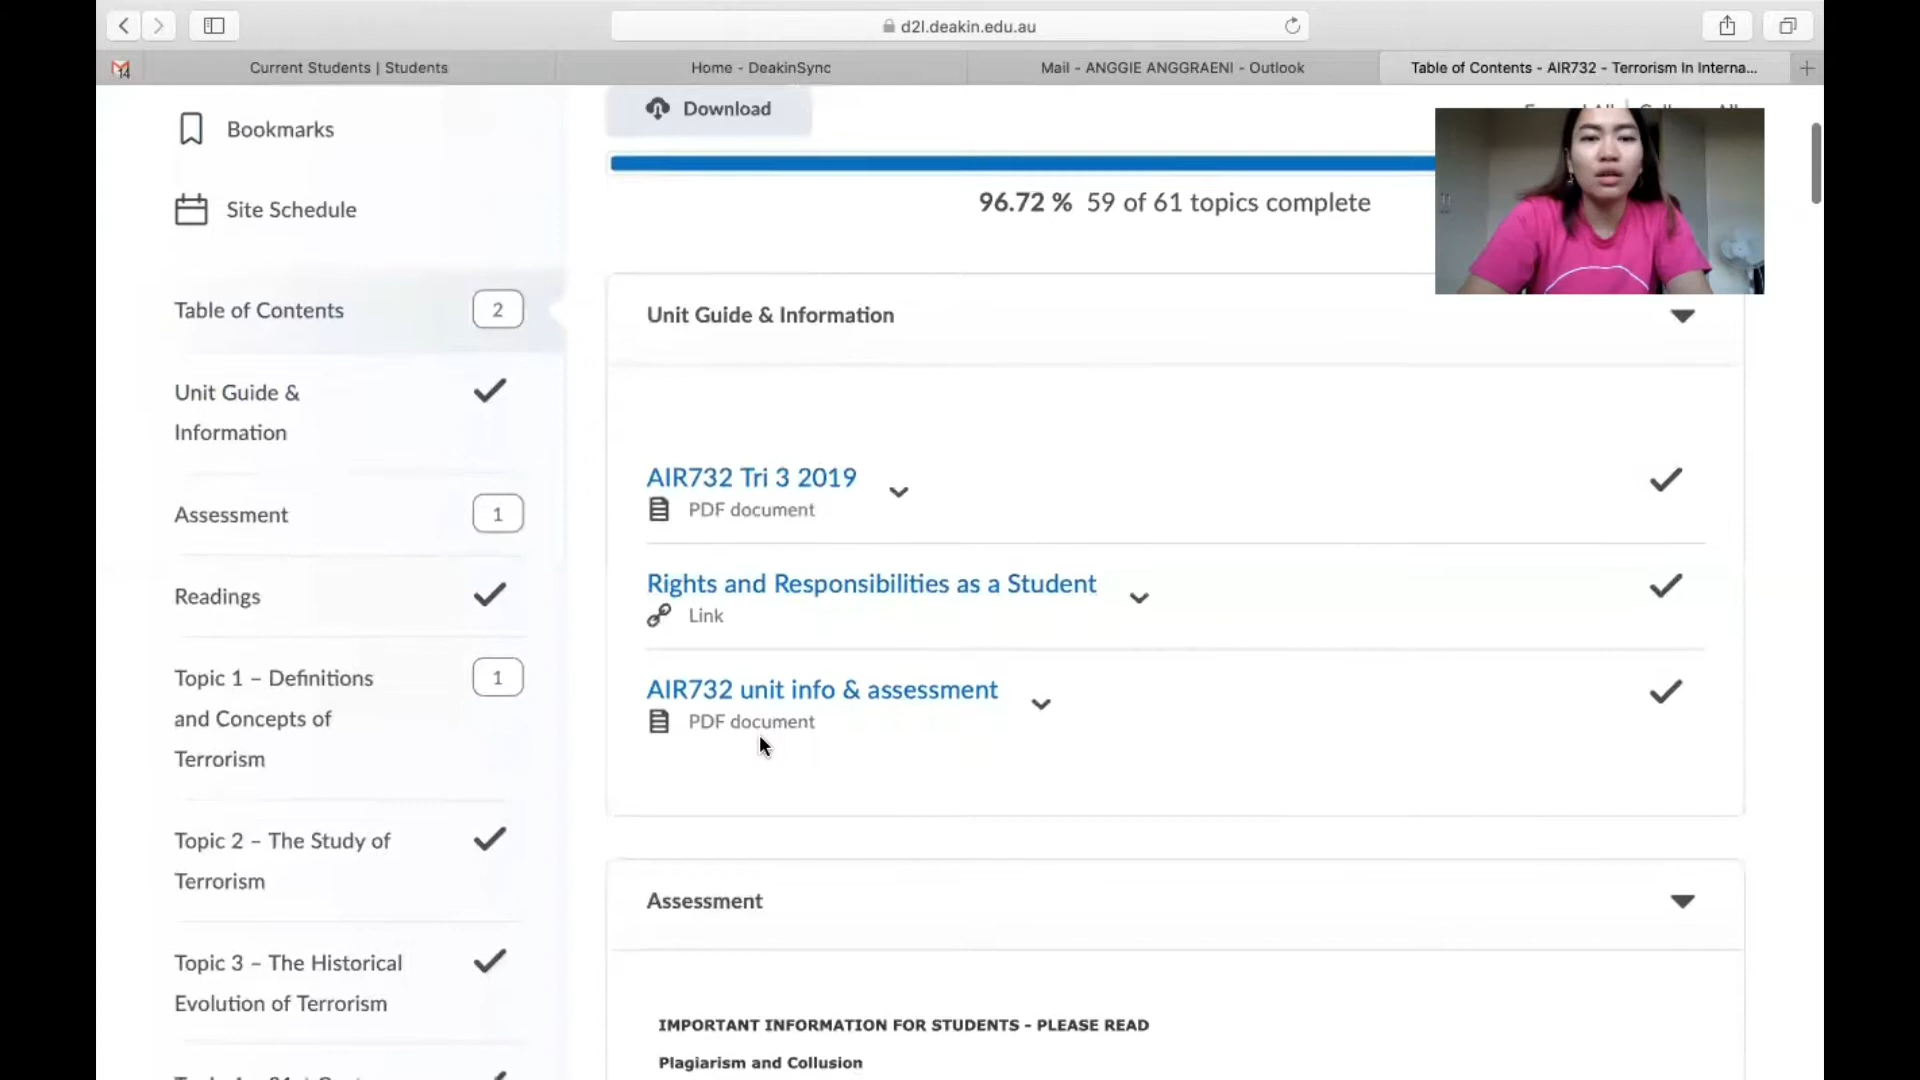 d2l.deakin.edu.au
14
Current Students | Students
Home - DeakinSync
Mail - ANGGIE ANGGRAENI - Outlook
Table of Contents - AIR732 - Terrorism In Interna...
Bookmarks
Site Schedule
Table of Contents
2
Unit Guide &
Information
Assessment
1
Readings
Topic 1 – Definitions
and Concepts of
Terrorism
1
Topic 2 – The Study of
Terrorism
Topic 3 – The Historical
Evolution of Terrorism
Download
96.72 % 59 of 61 topics complete
Unit Guide & Information
AIR732 Tri 3 2019
PDF document
Rights and Responsibilities as a Student
Link
AIR732 unit info & assessment
PDF document
Assessment
IMPORTANT INFORMATION FOR STUDENTS - PLEASE READ
Plagiarism and Collusion